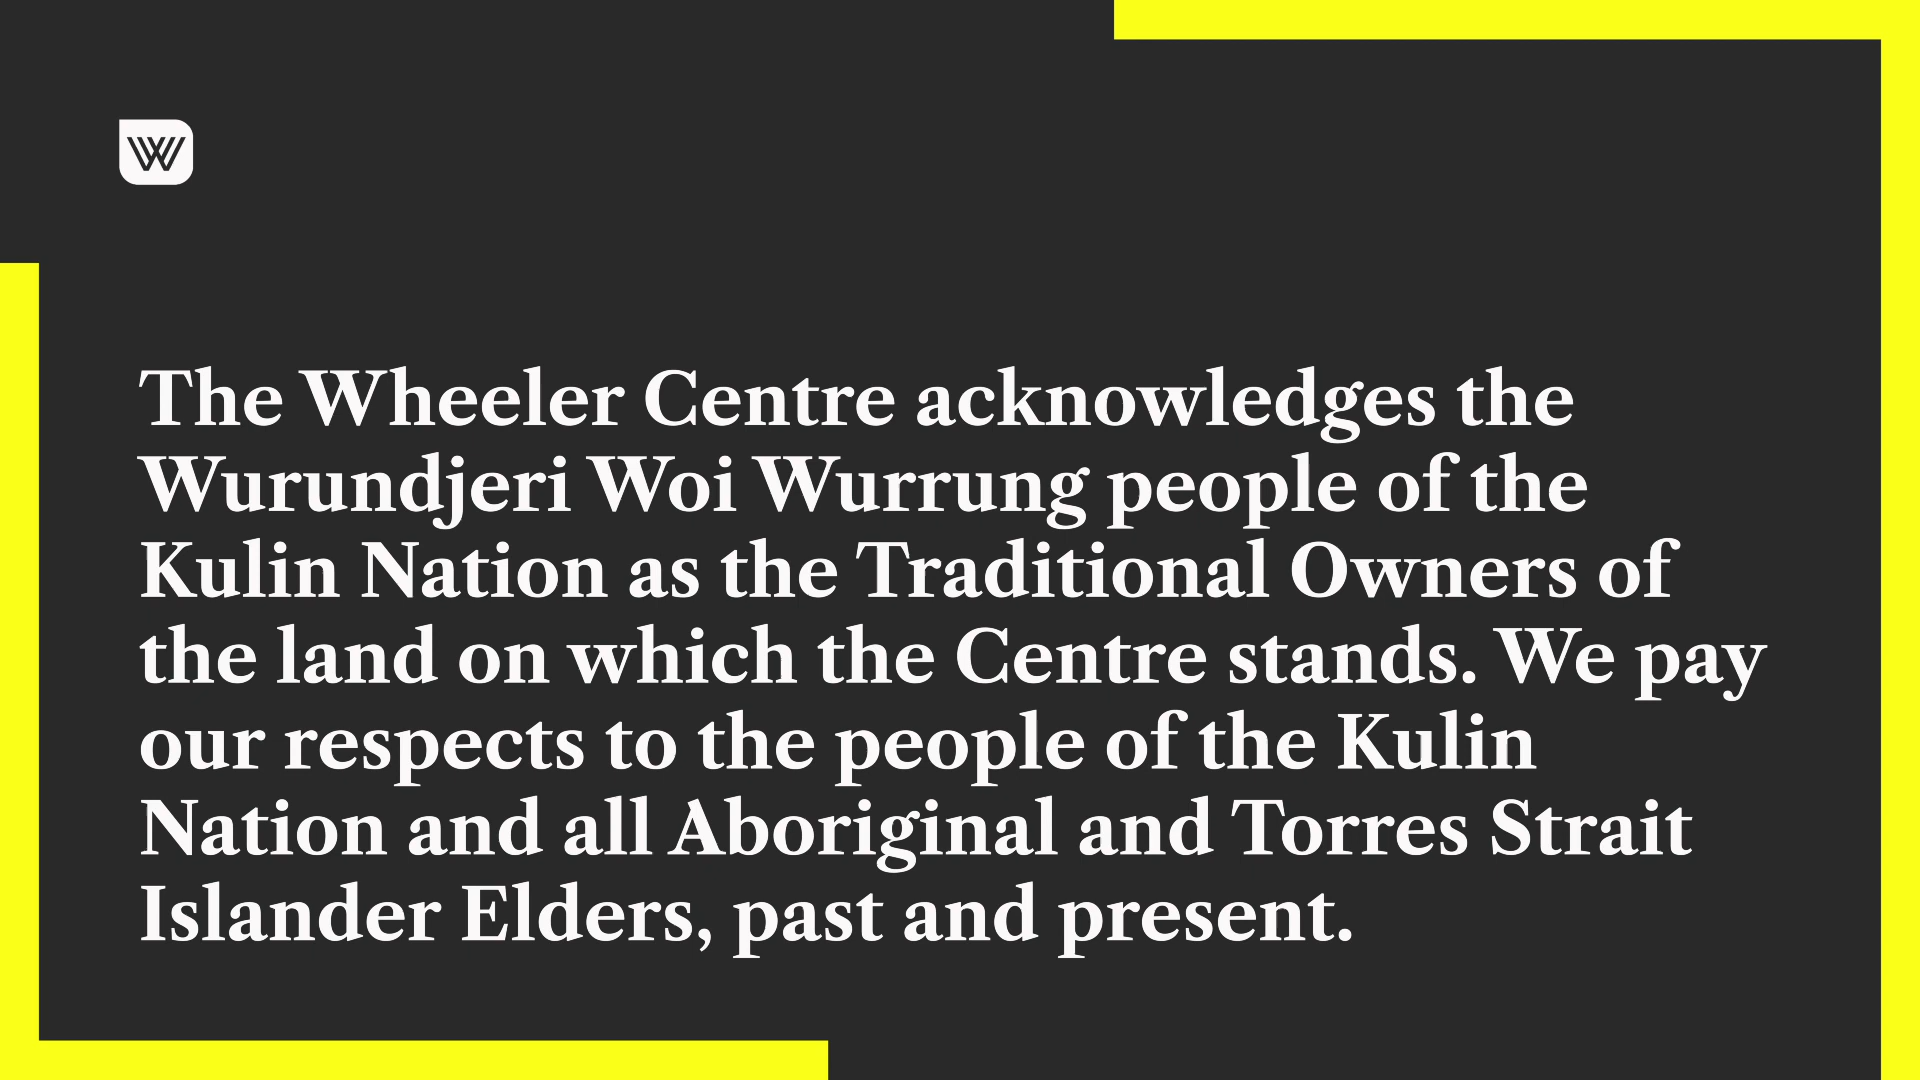 W
The Wheeler Centre acknowledges the
Wurundjeri Woi Wurrung people of the
Kulin Nation as the Traditional Owners of
the land on which the Centre stands. We pay
our respects to the people of the Kulin
Nation and all Aboriginal and Torres Strait
Islander Elders, past and present.